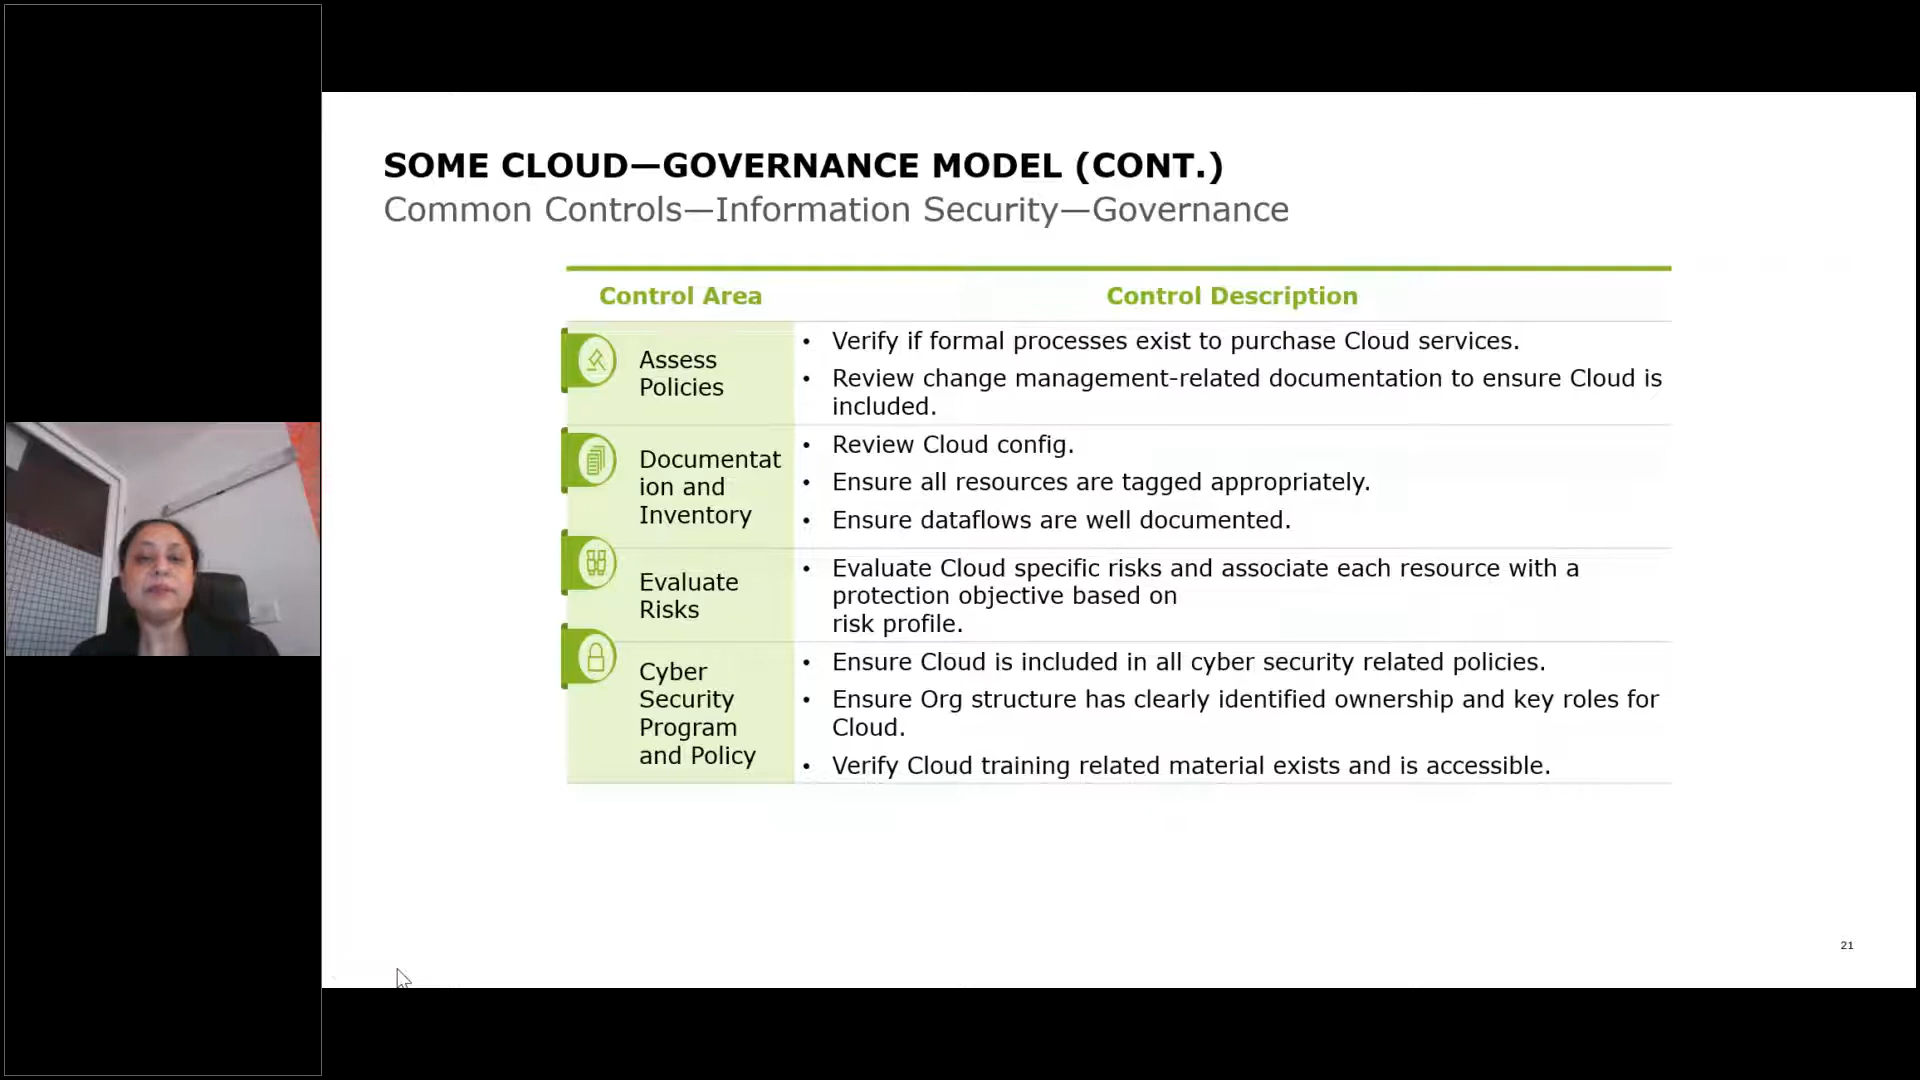 SOME CLOUD—GOVERNANCE MODEL (CONT.)
Common Controls—Information Security—Governance
Control Area
Control Description
Assess
Policies
• Verify if formal processes exist to purchase Cloud services.
• Review change management-related documentation to ensure Cloud is
included.
Documentat
ion and
Inventory
• Review Cloud config.
• Ensure all resources are tagged appropriately.
• Ensure dataflows are well documented.
Evaluate
Risks
• Evaluate Cloud specific risks and associate each resource with a
protection objective based on
risk profile.
Cyber
Security
Program
and Policy
• Ensure Cloud is included in all cyber security related policies.
• Ensure Org structure has clearly identified ownership and key roles for
Cloud.
• Verify Cloud training related material exists and is accessible.
21